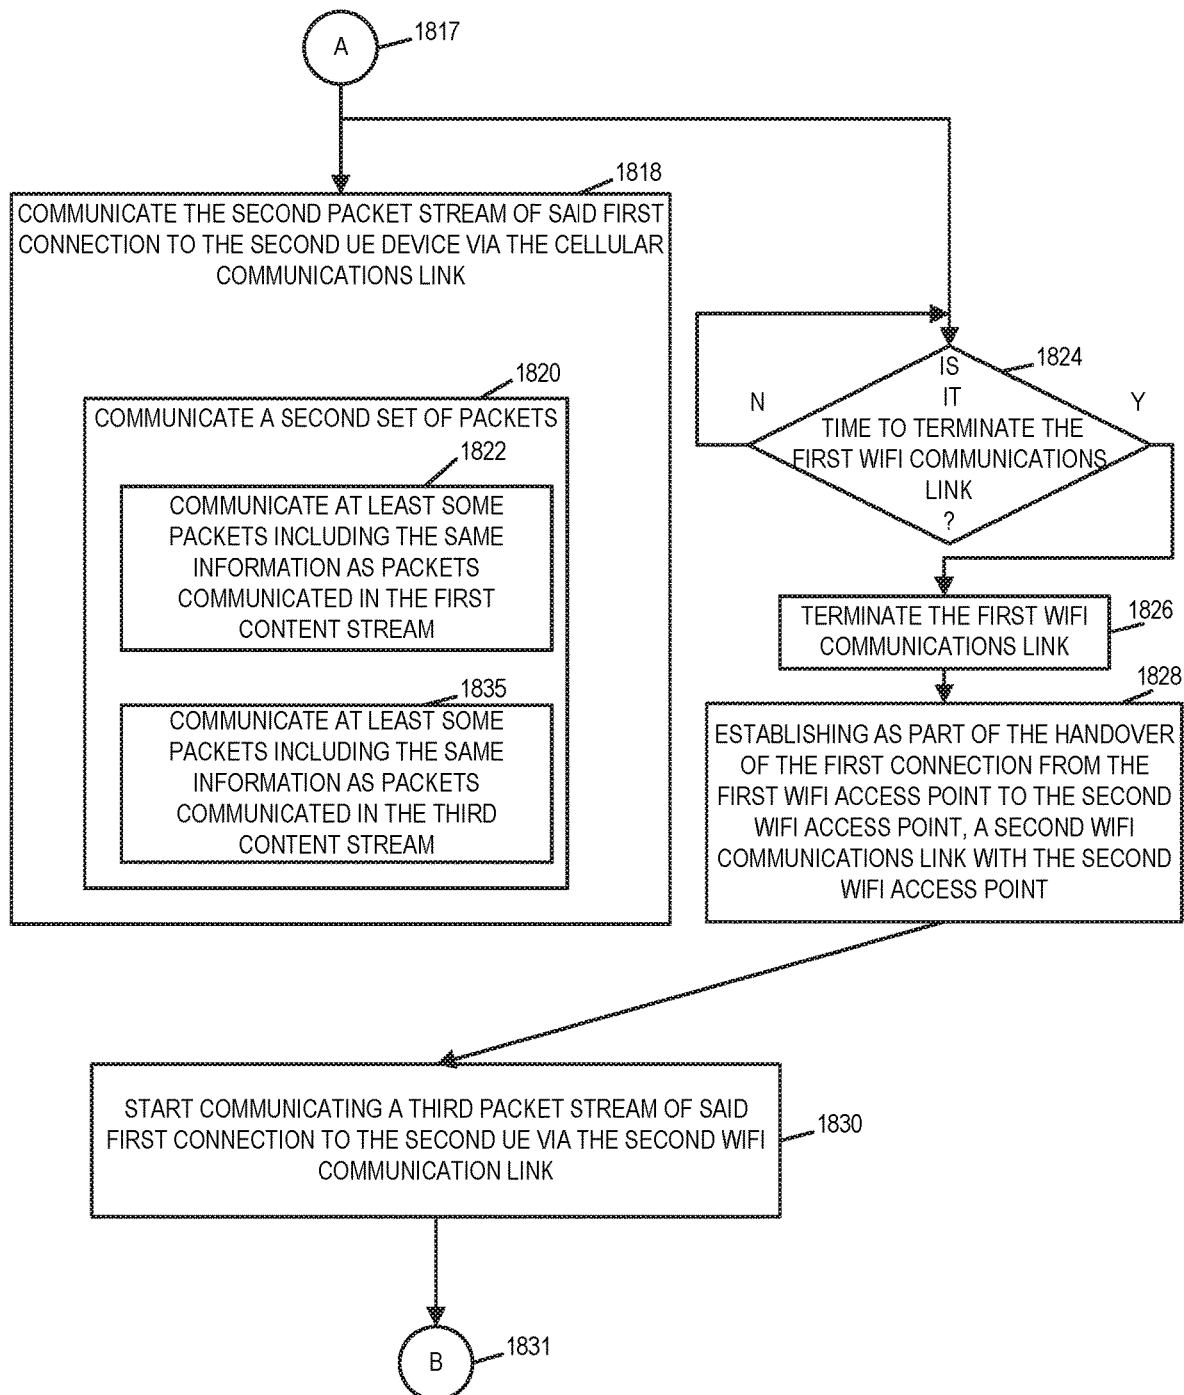 A
1817
1818
COMMUNICATE THE SECOND PACKET STREAM OF SAID FIRST
CONNECTION TO THE SECOND UE DEVICE VIA THE CELLULAR
COMMUNICATIONS LINK
1820
COMMUNICATE A SECOND SET OF PACKETS
1822
COMMUNICATE AT LEAST SOME
PACKETS INCLUDING THE SAME
INFORMATION AS PACKETS
COMMUNICATED IN THE FIRST
CONTENT STREAM
1835
COMMUNICATE AT LEAST SOME
PACKETS INCLUDING THE SAME
INFORMATION AS PACKETS
COMMUNICATED IN THE THIRD
CONTENT STREAM
1824
N
Y
IS
IT
TIME TO TERMINATE THE
FIRST WIFI COMMUNICATIONS
LINK
?
TERMINATE THE FIRST WIFI
COMMUNICATIONS LINK
1826
1828
ESTABLISHING AS PART OF THE HANDOVER
OF THE FIRST CONNECTION FROM THE
FIRST WIFI ACCESS POINT TO THE SECOND
WIFI ACCESS POINT, A SECOND WIFI
COMMUNICATIONS LINK WITH THE SECOND
WIFI ACCESS POINT
START COMMUNICATING A THIRD PACKET STREAM OF SAID
FIRST CONNECTION TO THE SECOND UE VIA THE SECOND WIFI
COMMUNICATION LINK
1830
B
1831